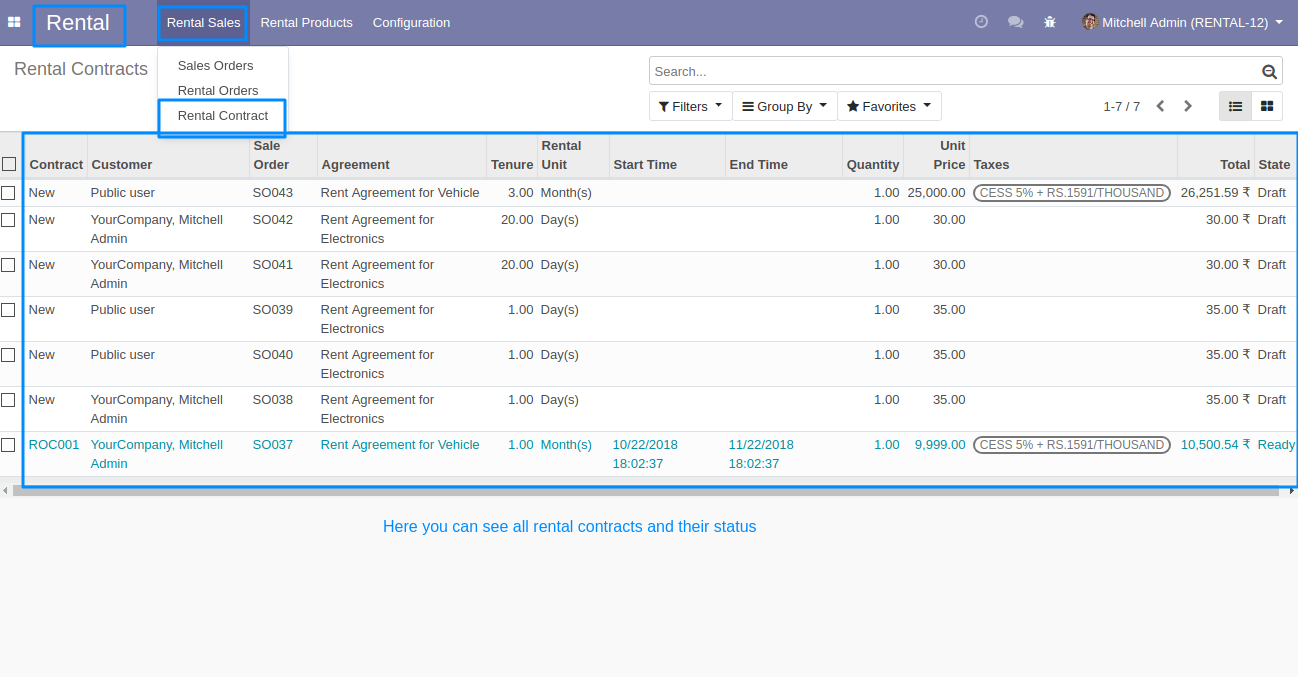 Rental Rental Sales Rental Products Configuration Mitchell Admin (RENTAL-12)
Rental Contracts
Sales Orders
Rental Orders
Rental Contract
Search...
Filters Group By Favorites 1-7 / 7
Contract Customer Sale Order Agreement Tenure Rental Unit Start Time End Time Quantity Unit Price Taxes Total State
New Public user SO043 Rent Agreement for Vehicle 3.00 Month(s) 1.00 25,000.00 CESS 5% + RS.1591/THOUSAND 26,251.59 ₹ Draft
New YourCompany, Mitchell Admin SO042 Rent Agreement for Electronics 20.00 Day(s) 1.00 30.00 30.00 ₹ Draft
New YourCompany, Mitchell Admin SO041 Rent Agreement for Electronics 20.00 Day(s) 1.00 30.00 30.00 ₹ Draft
New Public user SO039 Rent Agreement for Electronics 1.00 Day(s) 1.00 35.00 35.00 ₹ Draft
New Public user SO040 Rent Agreement for Electronics 1.00 Day(s) 1.00 35.00 35.00 ₹ Draft
New YourCompany, Mitchell Admin SO038 Rent Agreement for Electronics 1.00 Day(s) 1.00 35.00 35.00 ₹ Draft
ROC001 YourCompany, Mitchell Admin SO037 Rent Agreement for Vehicle 1.00 Month(s) 10/22/2018 18:02:37 11/22/2018 18:02:37 1.00 9,999.00 CESS 5% + RS.1591/THOUSAND 10,500.54 ₹ Ready
Here you can see all rental contracts and their status